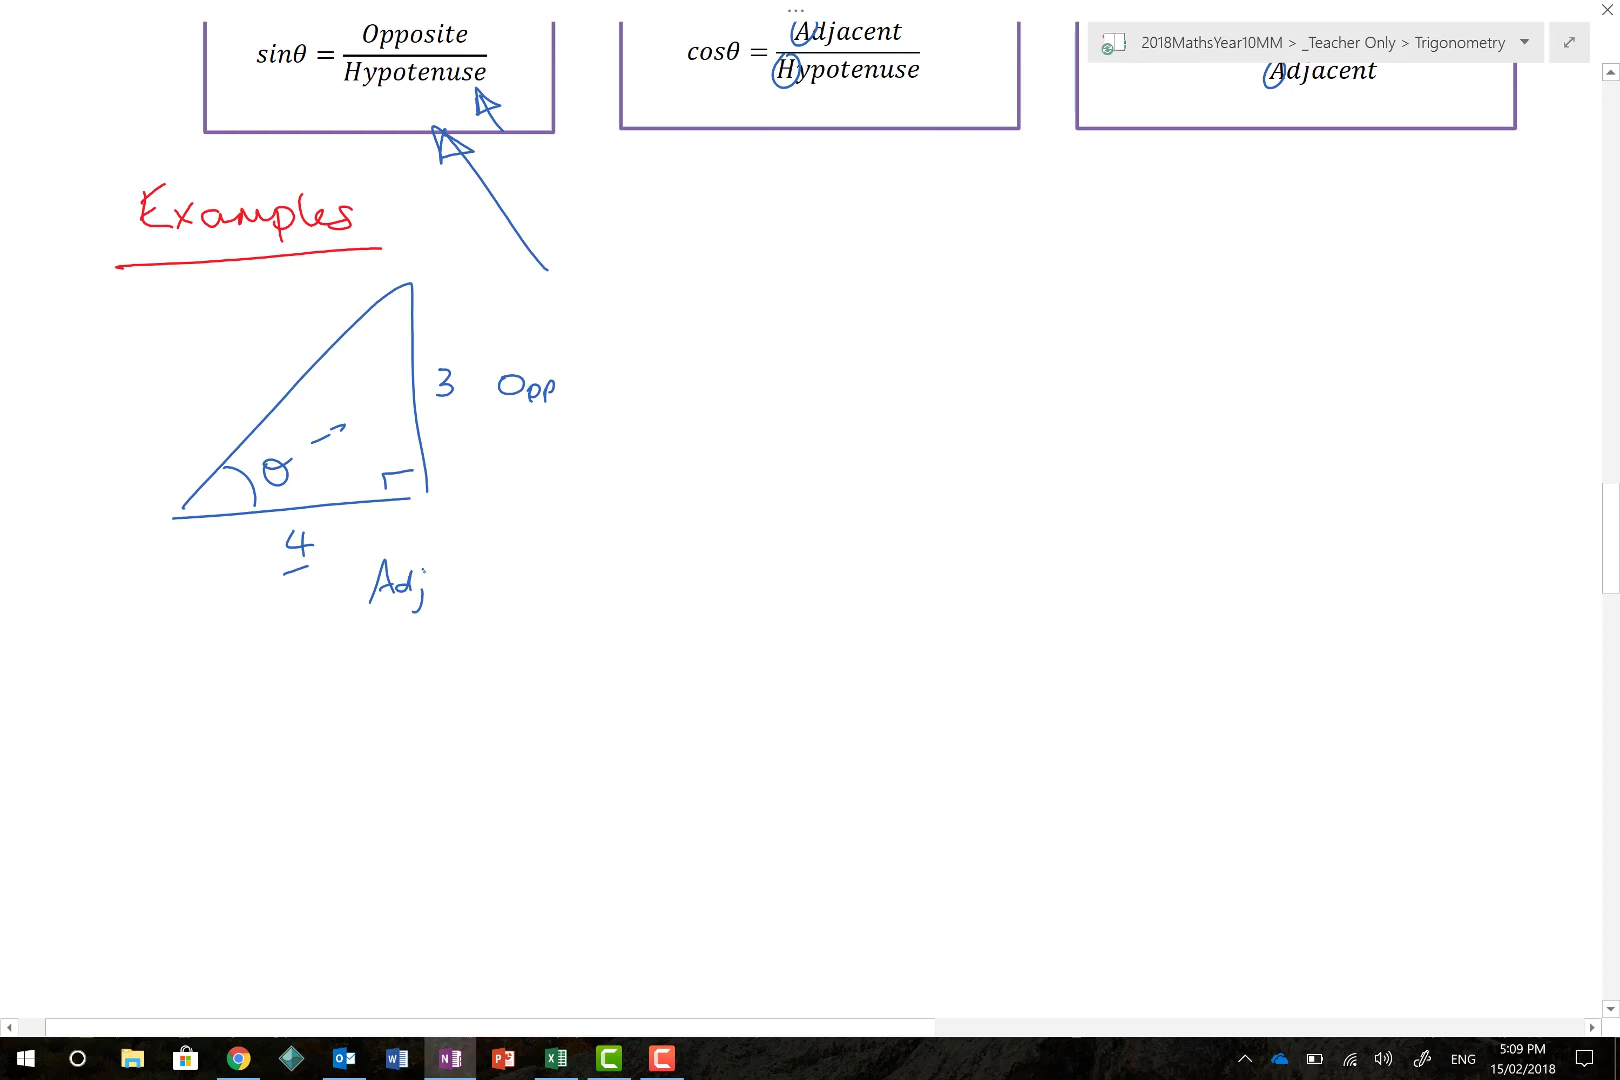 ...
sinθ = Opposite / Hypotenuse
cosθ = Adjacent / Hypotenuse
2018MathsYear10MM > _Teacher Only > Trigonometry
Adjacent
Examples
3 Opp
θ
4
Adj
ENG
5:09 PM
15/02/2018